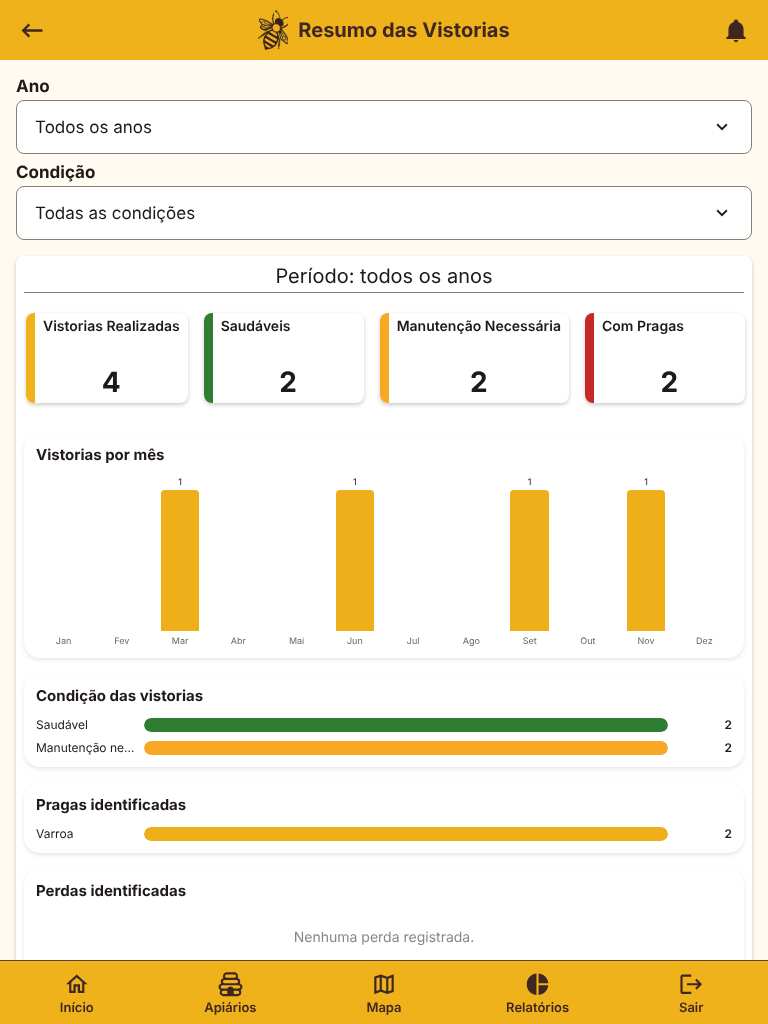 Resumo das Vistorias
Ano
Todos os anos
Condição
Todas as condições
Período: todos os anos
Vistorias Realizadas
4
Saudáveis
2
Manutenção Necessária
2
Com Pragas
2
Vistorias por mês
1 1 1 1
Jan Fev Mar Abr Mai Jun Jul Ago Set Out Nov Dez
Condição das vistorias
Saudável 2
Manutenção ne... 2
Pragas identificadas
Varroa 2
Perdas identificadas
Nenhuma perda registrada.
Início Apiários Mapa Relatórios Sair